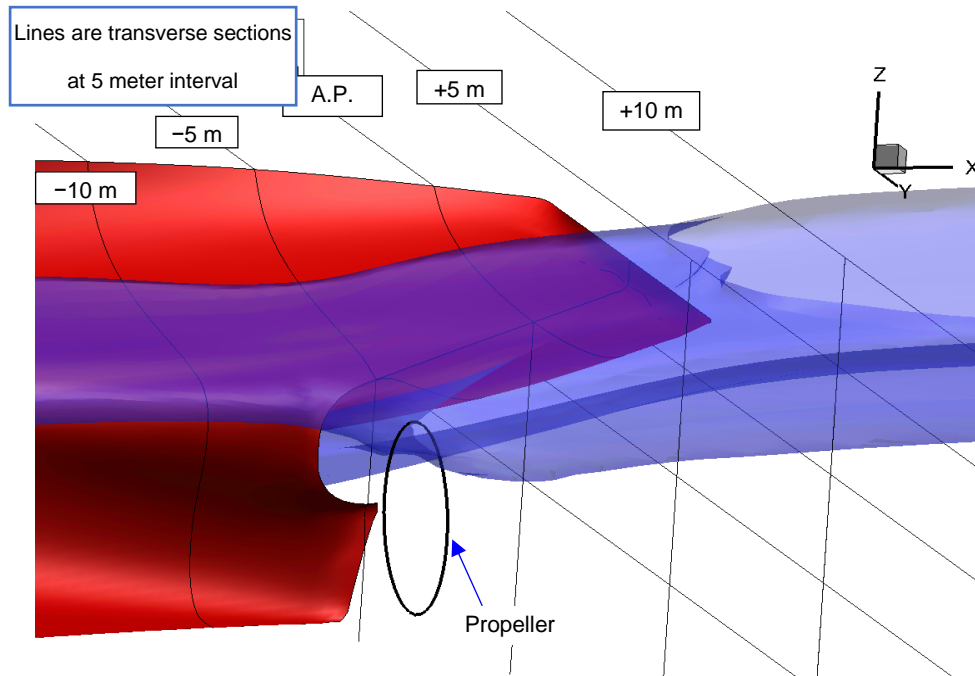 Lines are transverse sections
at 5 meter interval
A.P.
+5 m
+10 m
−5 m
−10 m
Z
X
Y
Propeller